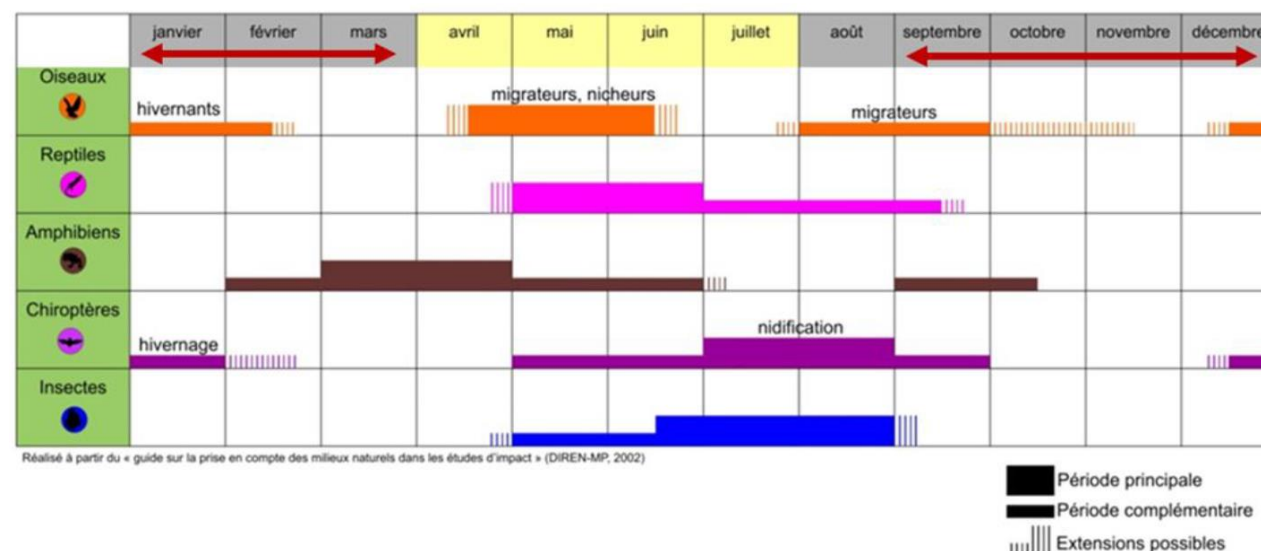 janvier février mars avril mai juin juillet août septembre octobre novembre décembre
Oiseaux
hivernants
migrateurs, nicheurs
migrateurs
Reptiles
Amphibiens
Chiroptères
hivernage
nidification
Insectes
Réalisé à partir du « guide sur la prise en compte des milieux naturels dans les études d'impact » (DIREN-MP, 2002)
Période principale
Période complémentaire
Extensions possibles